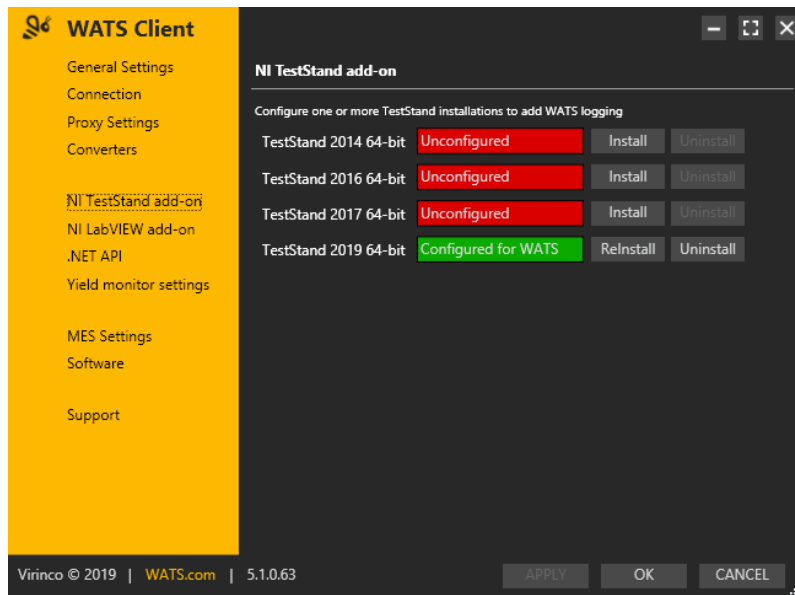 WATS Client
General Settings
Connection
Proxy Settings
Converters
NI TestStand add-on
NI LabVIEW add-on
.NET API
Yield monitor settings
MES Settings
Software
Support
NI TestStand add-on
Configure one or more TestStand installations to add WATS logging
TestStand 2014 64-bit Unconfigured Install Uninstall
TestStand 2016 64-bit Unconfigured Install Uninstall
TestStand 2017 64-bit Unconfigured Install Uninstall
TestStand 2019 64-bit Configured for WATS ReInstall Uninstall
Virinco © 2019 | WATS.com | 5.1.0.63 APPLY OK CANCEL